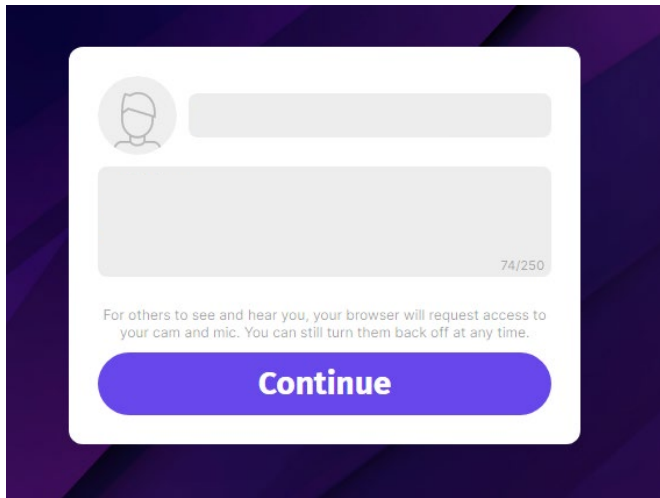 74/250
For others to see and hear you, your browser will request access to
your cam and mic. You can still turn them back off at any time.
Continue